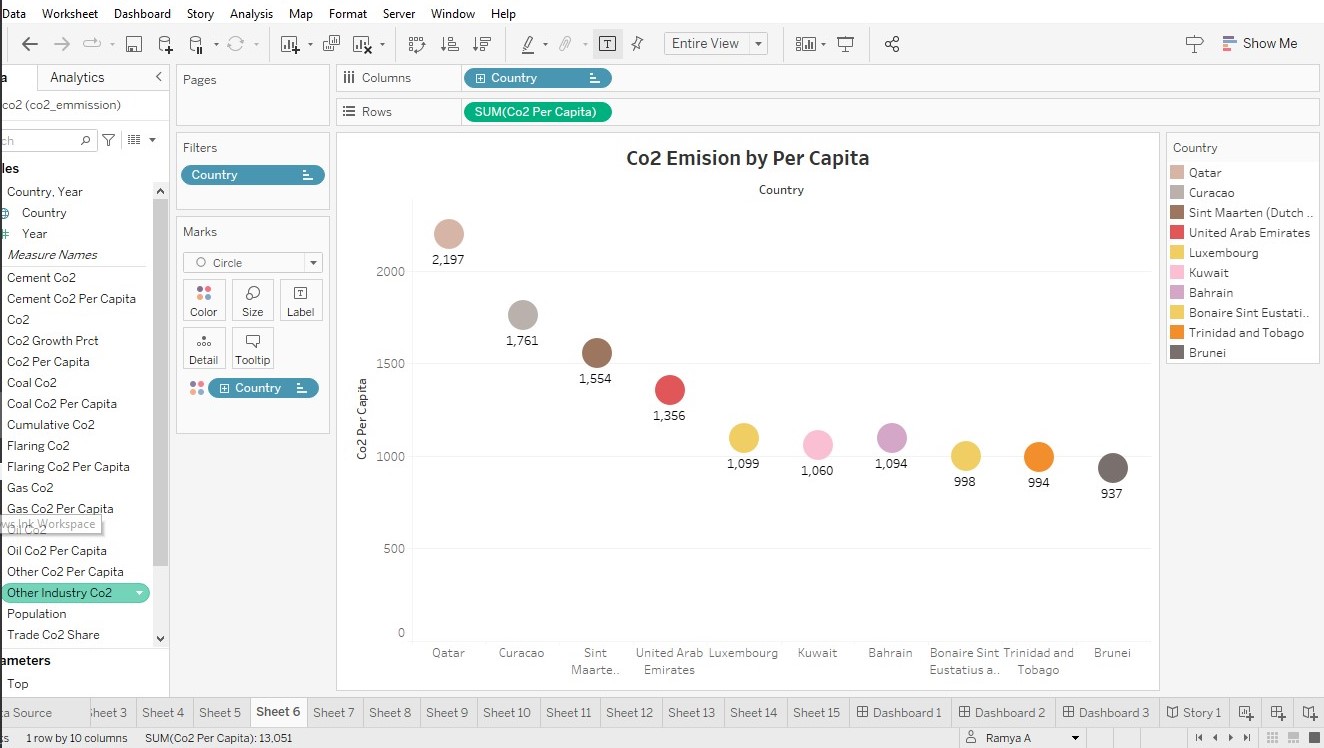 Data Worksheet Dashboard Story Analysis Map Format Server Window Help
Entire View
Show Me
Analytics
co2 (co2_emmission)
Country, Year
Country
Year
Measure Names
Cement Co2
Cement Co2 Per Capita
Co2
Co2 Growth Prct
Co2 Per Capita
Coal Co2
Coal Co2 Per Capita
Cumulative Co2
Flaring Co2
Flaring Co2 Per Capita
Gas Co2
Gas Co2 Per Capita
ws Ink Workspace
Oil Co2
Oil Co2 Per Capita
Other Co2 Per Capita
Other Industry Co2
Population
Trade Co2 Share
ameters
Top
Pages
Filters
Country
Marks
Circle
Color Size Label
Detail Tooltip
Country
Columns Country
Rows SUM(Co2 Per Capita)
Co2 Emision by Per Capita
Country
Co2 Per Capita
2000
1500
1000
500
0
2,197
1,761
1,554
1,356
1,099
1,060
1,094
998
994
937
Qatar
Curacao
Sint
Maarte..
United Arab
Emirates
Luxembourg
Kuwait
Bahrain
Bonaire Sint
Eustatius a..
Trinidad and
Tobago
Brunei
Country
Qatar
Curacao
Sint Maarten (Dutch ..
United Arab Emirates
Luxembourg
Kuwait
Bahrain
Bonaire Sint Eustati..
Trinidad and Tobago
Brunei
ta Source Sheet 3 Sheet 4 Sheet 5 Sheet 6 Sheet 7 Sheet 8 Sheet 9 Sheet 10 Sheet 11 Sheet 12 Sheet 13 Sheet 14 Sheet 15 Dashboard 1 Dashboard 2 Dashboard 3 Story 1
1 row by 10 columns SUM(Co2 Per Capita): 13,051 Ramya A